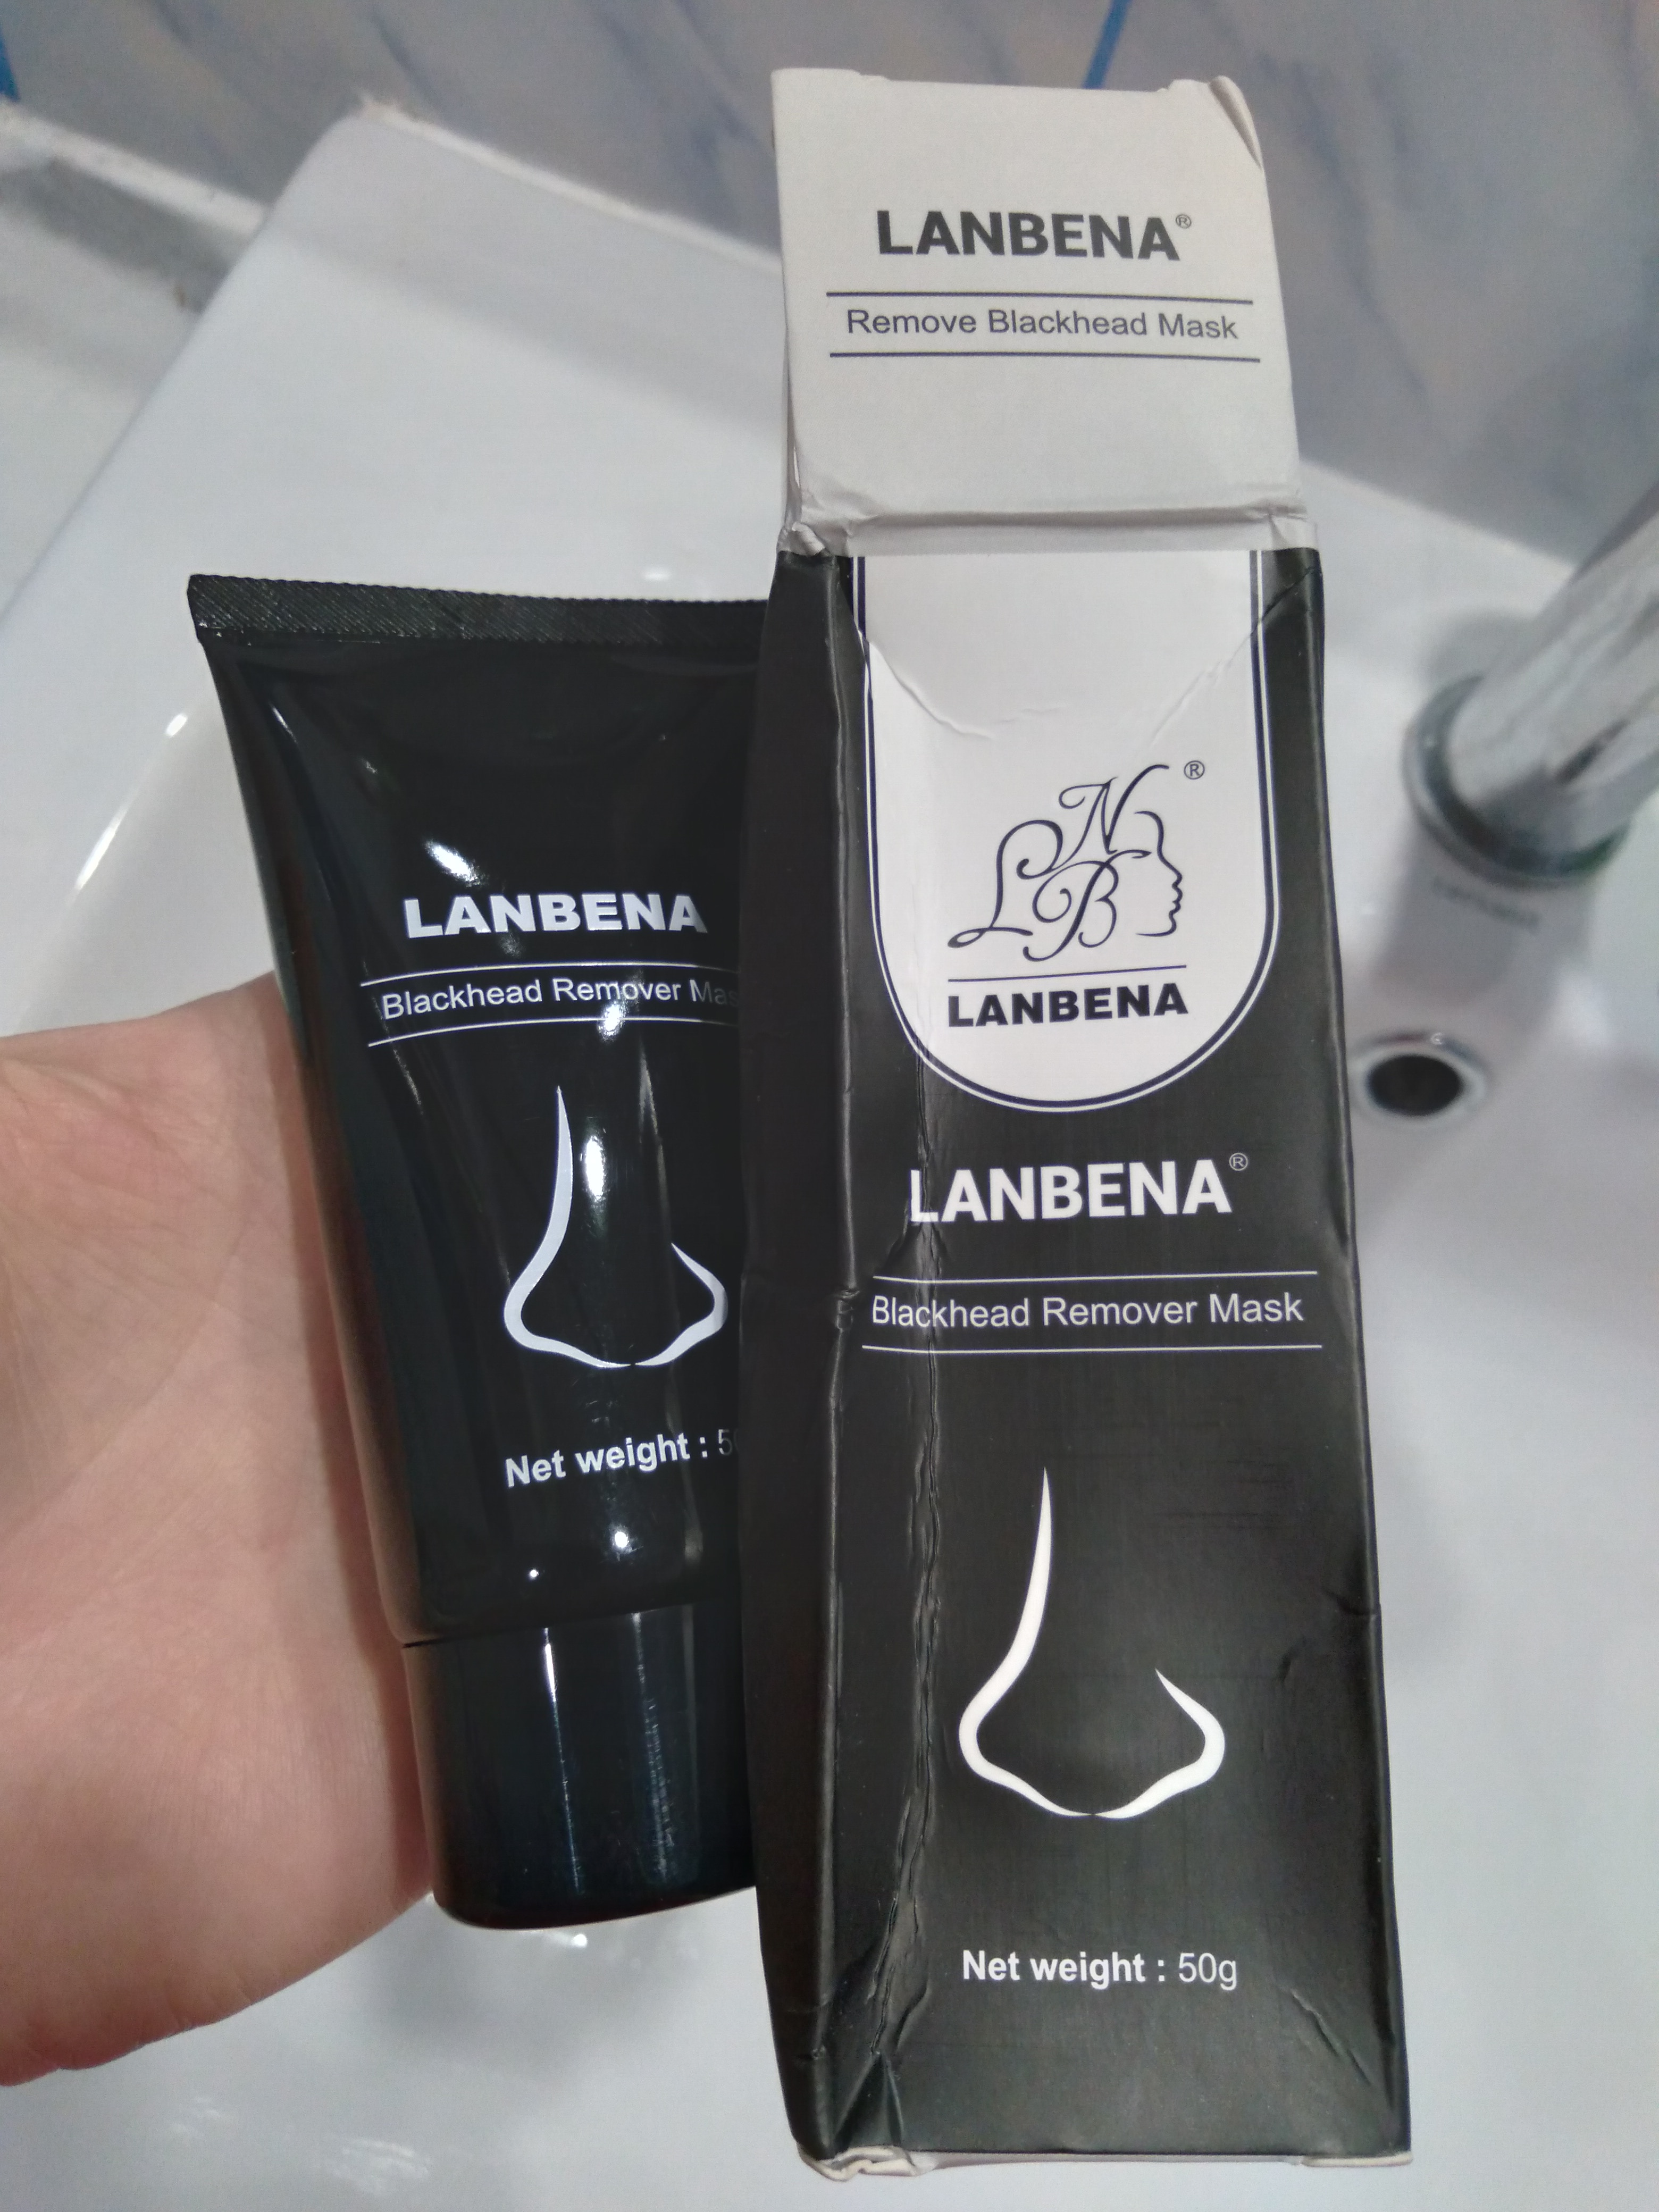 LANBENA®
Remove Blackhead Mask
LNB®
LANBENA
LANBENA®
Blackhead Remover Mask
Net weight : 50g
LANBENA
Blackhead Remover Mas
Net weight : 5